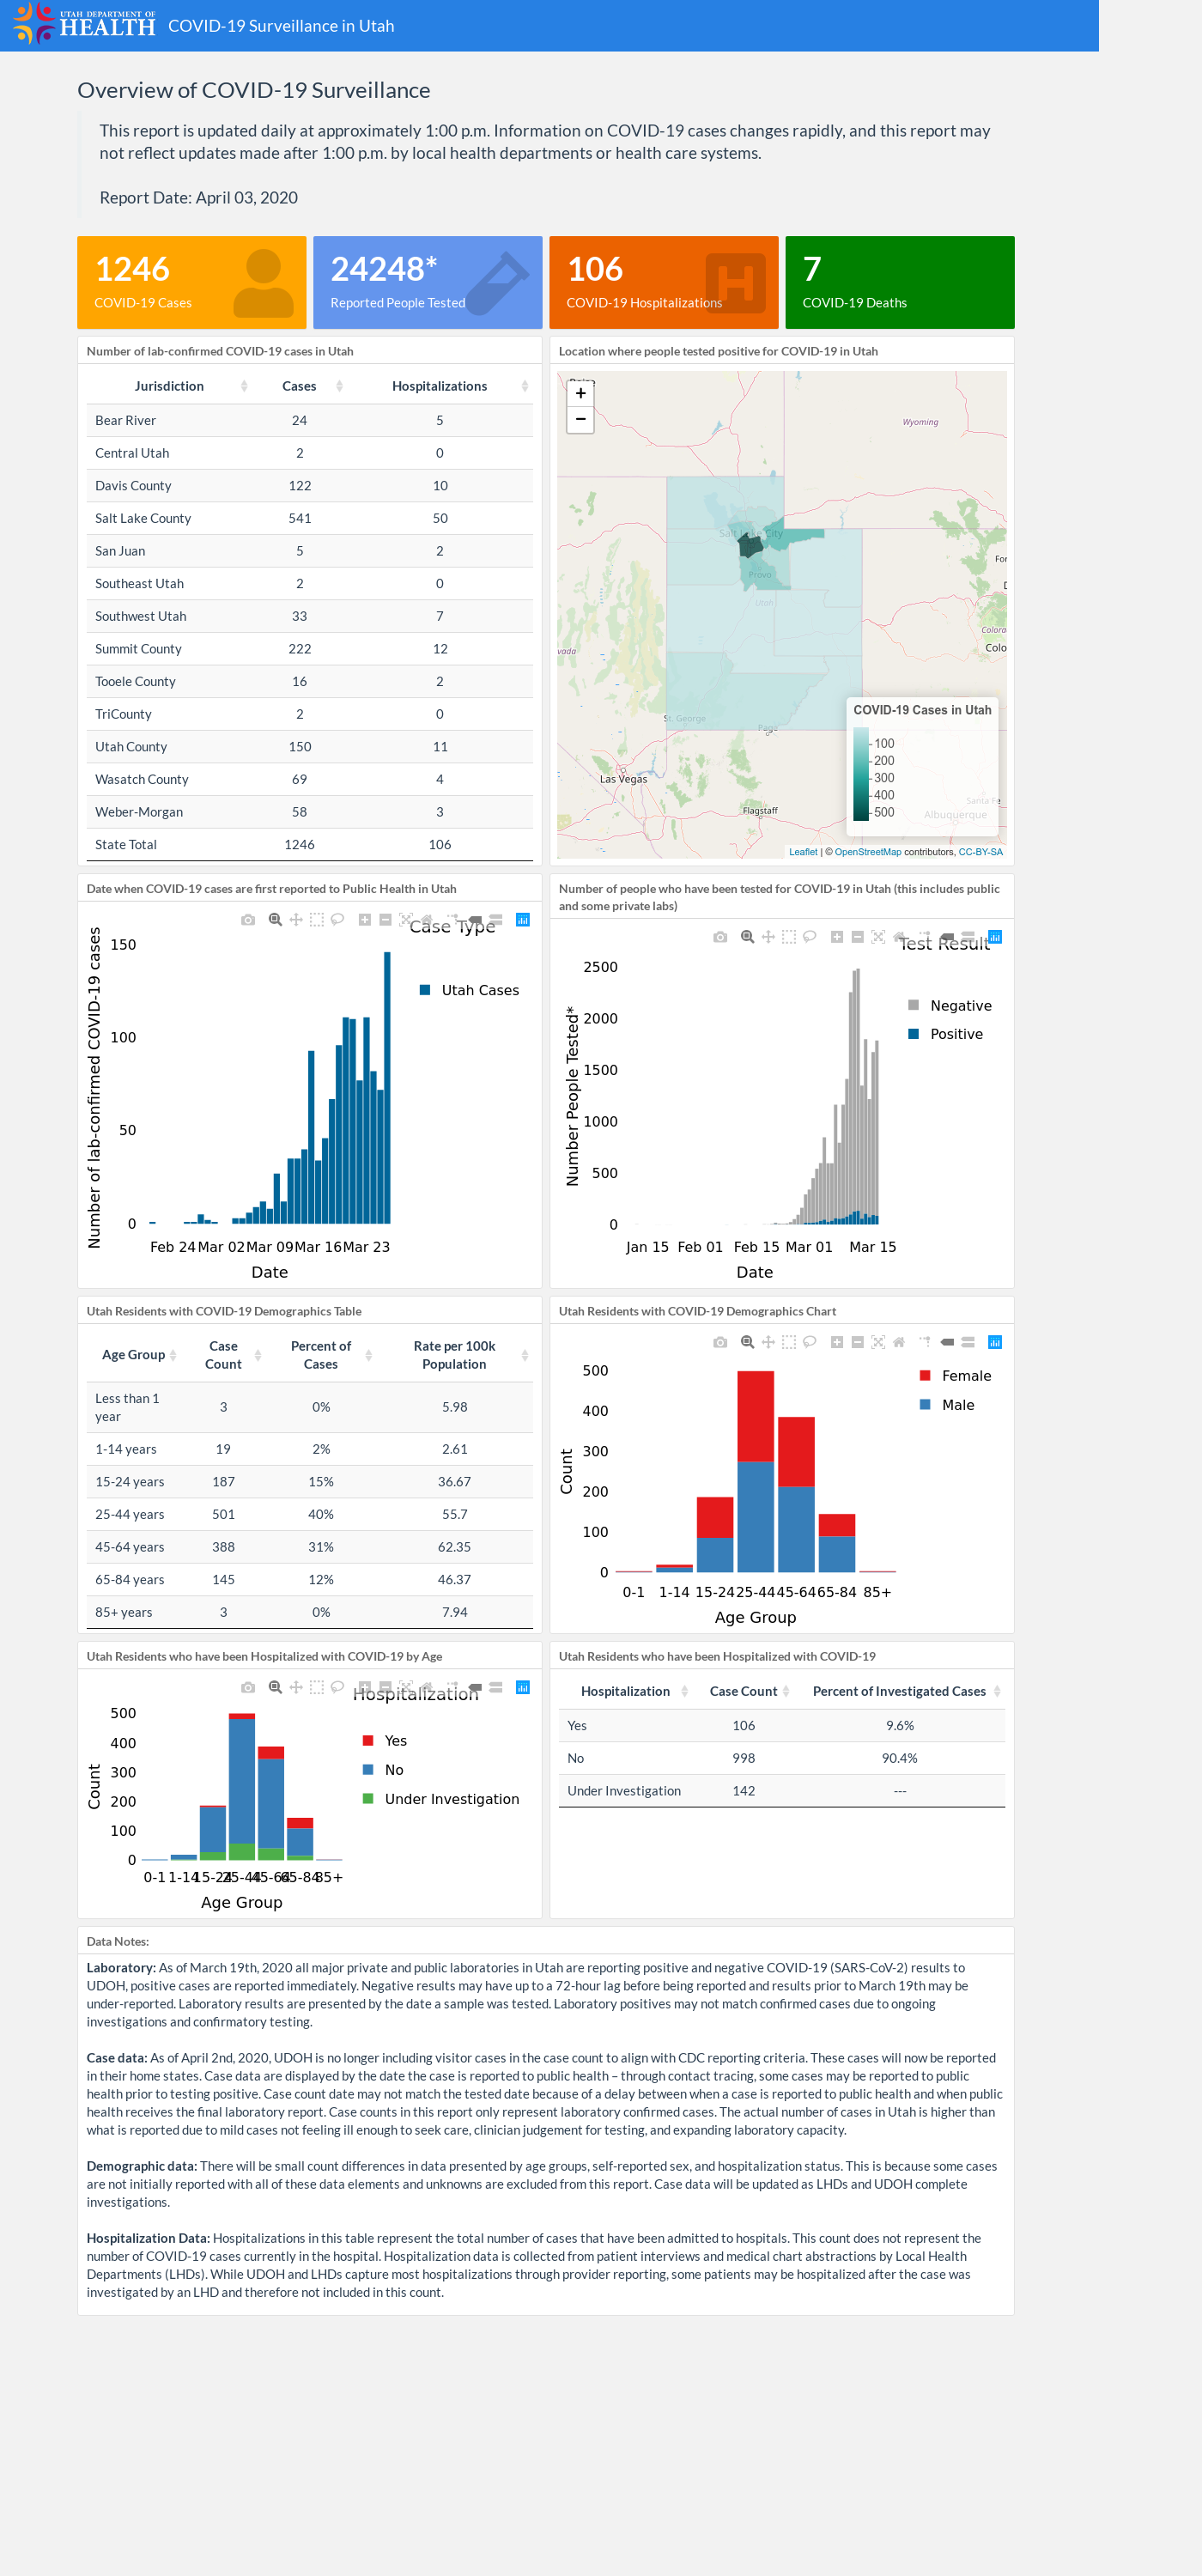 UTAH DEPARTMENT OF
HEALTH
COVID-19 Surveillance in Utah
Overview of COVID-19 Surveillance
This report is updated daily at approximately 1:00 p.m. Information on COVID-19 cases changes rapidly, and this report may
not reflect updates made after 1:00 p.m. by local health departments or health care systems.
Report Date: April 03, 2020
1246
COVID-19 Cases
24248*
Reported People Tested
106
COVID-19 Hospitalizations
H
7
COVID-19 Deaths
Number of lab-confirmed COVID-19 cases in Utah
Jurisdiction Cases Hospitalizations
Bear River 24 5
Central Utah 2 0
Davis County 122 10
Salt Lake County 541 50
San Juan 5 2
Southeast Utah 2 0
Southwest Utah 33 7
Summit County 222 12
Tooele County 16 2
TriCounty 2 0
Utah County 150 11
Wasatch County 69 4
Weber-Morgan 58 3
State Total 1246 106
Location where people tested positive for COVID-19 in Utah
+
−
Wyoming
Salt Lake City
Provo
Utah
For
Colora
Colo
vada
St. George
Page
Las Vegas
Flagstaff
Santa Fe
Albuquerque
COVID-19 Cases in Utah
100
200
300
400
500
Leaflet | © OpenStreetMap contributors, CC-BY-SA
Date when COVID-19 cases are first reported to Public Health in Utah
Case Type
Utah Cases
Number of lab-confirmed COVID-19 cases
150
100
50
0
Feb 24 Mar 02 Mar 09 Mar 16 Mar 23
Date
Number of people who have been tested for COVID-19 in Utah (this includes public
and some private labs)
Test Result
Negative
Positive
Number People Tested*
2500
2000
1500
1000
500
0
Jan 15 Feb 01 Feb 15 Mar 01 Mar 15
Date
Utah Residents with COVID-19 Demographics Table
Age Group Case Count Percent of Cases Rate per 100k Population
Less than 1 year 3 0% 5.98
1-14 years 19 2% 2.61
15-24 years 187 15% 36.67
25-44 years 501 40% 55.7
45-64 years 388 31% 62.35
65-84 years 145 12% 46.37
85+ years 3 0% 7.94
Utah Residents with COVID-19 Demographics Chart
Female
Male
Count
500
400
300
200
100
0
0-1 1-14 15-24 25-44 45-64 65-84 85+
Age Group
Utah Residents who have been Hospitalized with COVID-19 by Age
Hospitalization
Yes
No
Under Investigation
Count
500
400
300
200
100
0
0-1 1-14 15-24 25-44 45-64 65-84 85+
Age Group
Utah Residents who have been Hospitalized with COVID-19
Hospitalization Case Count Percent of Investigated Cases
Yes 106 9.6%
No 998 90.4%
Under Investigation 142 ---
Data Notes:
Laboratory: As of March 19th, 2020 all major private and public laboratories in Utah are reporting positive and negative COVID-19 (SARS-CoV-2) results to
UDOH, positive cases are reported immediately. Negative results may have up to a 72-hour lag before being reported and results prior to March 19th may be
under-reported. Laboratory results are presented by the date a sample was tested. Laboratory positives may not match confirmed cases due to ongoing
investigations and confirmatory testing.
Case data: As of April 2nd, 2020, UDOH is no longer including visitor cases in the case count to align with CDC reporting criteria. These cases will now be reported
in their home states. Case data are displayed by the date the case is reported to public health – through contact tracing, some cases may be reported to public
health prior to testing positive. Case count date may not match the tested date because of a delay between when a case is reported to public health and when public
health receives the final laboratory report. Case counts in this report only represent laboratory confirmed cases. The actual number of cases in Utah is higher than
what is reported due to mild cases not feeling ill enough to seek care, clinician judgement for testing, and expanding laboratory capacity.
Demographic data: There will be small count differences in data presented by age groups, self-reported sex, and hospitalization status. This is because some cases
are not initially reported with all of these data elements and unknowns are excluded from this report. Case data will be updated as LHDs and UDOH complete
investigations.
Hospitalization Data: Hospitalizations in this table represent the total number of cases that have been admitted to hospitals. This count does not represent the
number of COVID-19 cases currently in the hospital. Hospitalization data is collected from patient interviews and medical chart abstractions by Local Health
Departments (LHDs). While UDOH and LHDs capture most hospitalizations through provider reporting, some patients may be hospitalized after the case was
investigated by an LHD and therefore not included in this count.